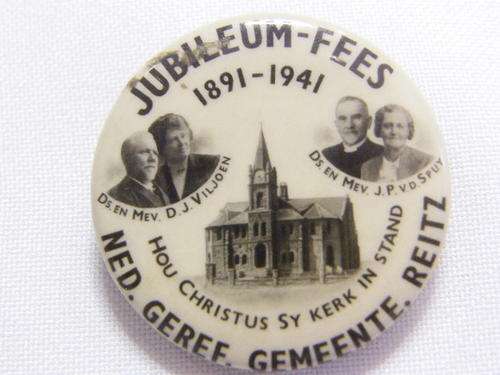 JUBILEUM-FEES
1891-1941
DS. EN MEV. D.J. VILJOEN
DS. EN MEV. J.P. V.D. SPUY
HOU CHRISTUS SY KERK IN STAND
NED. GEREF. GEMEENTE. REITZ